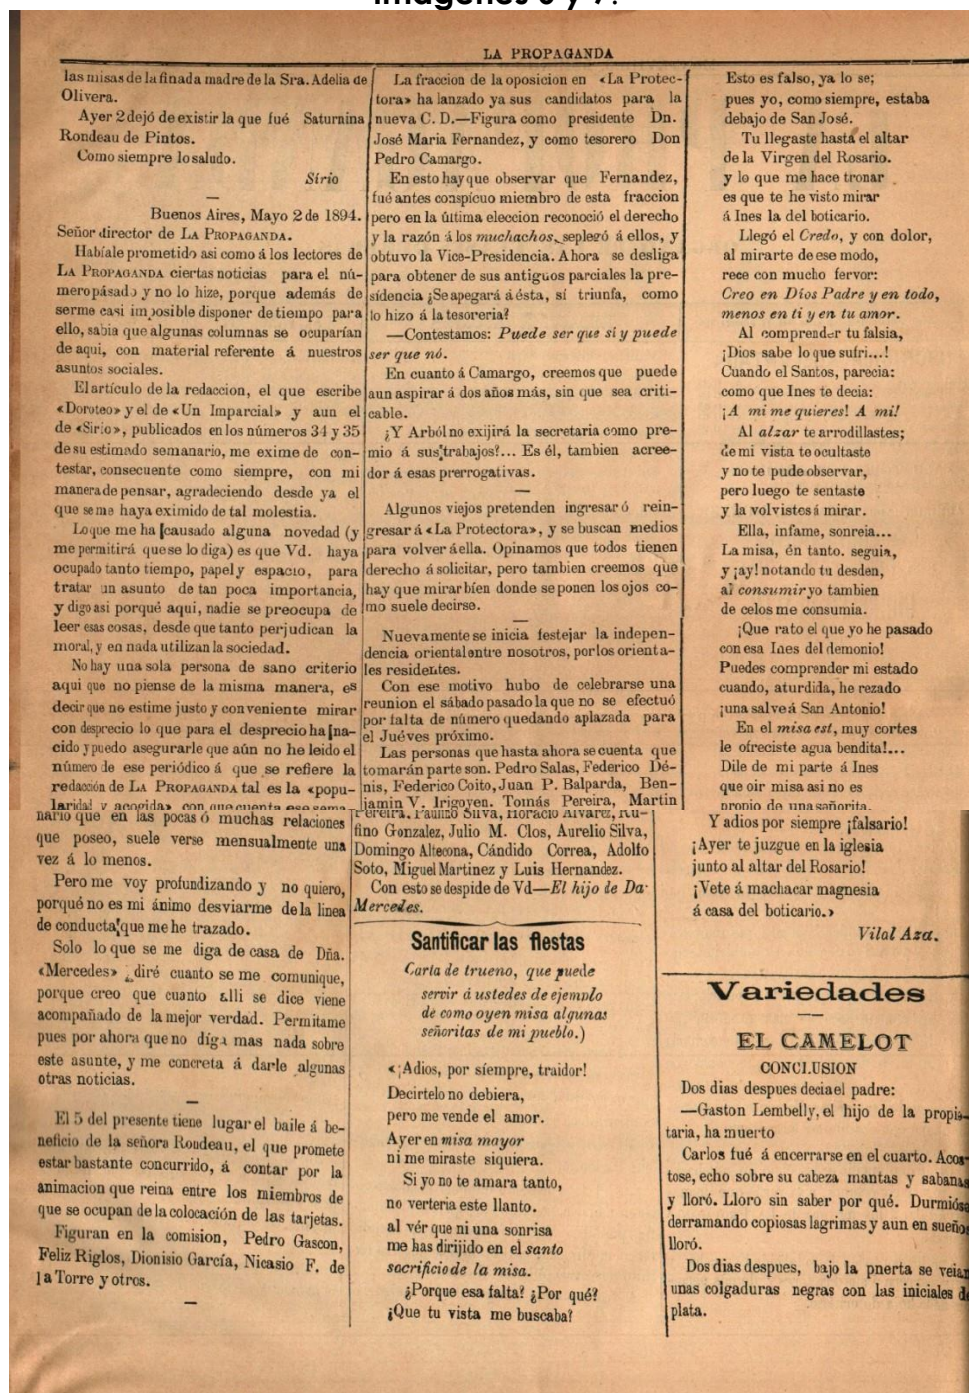 Imágenes 6 y 7.
LA PROPAGANDA
las misas de la finada madre de la Sra. Adelia de
Olivera.
Ayer 2 dejó de existir la que fué Saturnina
Rondeau de Pintos.
Como siempre lo saludo.
Sirio
Buenos Aires, Mayo 2 de 1894.
Señor director de LA PROPAGANDA.
Habíale prometido asi como á los lectores de
LA PROPAGANDA ciertas noticias para el nú-
mero pásado y no lo hize, porque además de
serme casi imposible disponer de tiempo para
ello, sabia que algunas columnas se ocuparían
de aqui, con material referente á nuestros
asuntos sociales.
El artículo de la redaccion, el que escribe
«Doroteo» y el de «Un Imparcial» y aun el
de «Sirio», publicados en los números 34 y 35
de su estimado semanario, me exime de con-
testar, consecuente como siempre, con mi
manera de pensar, agradeciendo desde ya el
que se me haya eximido de tal molestia.
Lo que me ha causado alguna novedad (y
me permitirá que se lo diga) es que Vd. haya
ocupado tanto tiempo, papel y espacio, para
tratar un asunto de tan poca importancia,
y digo asi porqué aqui, nadie se preocupa de
leer esas cosas, desde que tanto perjudican la
moral, y en nada utilizan la sociedad.
No hay una sola persona de sano criterio
aqui que no piense de la misma manera, es
decir que no estime justo y conveniente mirar
con desprecio lo que para el desprecio ha na-
cido y puedo asegurarle que aún no he leido el
número de ese periódico á que se refiere la
redacción de LA PROPAGANDA tal es la «popu-
laridad y acogida» con que cuenta ese sema-
nario que en las pocas ó muchas relaciones
que poseo, suele verse mensualmente una
vez á lo menos.
Pero me voy profundizando y no quiero,
porqué no es mi ánimo desviarme de la linea
de conducta que me he trazado.
Solo lo que se me diga de casa de Dña.
«Mercedes» diré cuanto se me comunique,
porque creo que cuanto alli se dice viene
acompañado de la mejor verdad. Permitame
pues por ahora que no díga mas nada sobre
este asunte, y me concreta á darle algunas
otras noticias.
El 5 del presente tiene lugar el baile á be-
neficio de la señora Rondeau, el que promete
estar bastante concurrido, á contar por la
animacion que reina entre los miembros de
que se ocupan de la colocación de las tarjetas.
Figuran en la comision, Pedro Gascon,
Feliz Riglos, Dionisio García, Nicasio F. de
la Torre y otros.
La fraccion de la oposicion en «La Protec-
tora» ha lanzado ya sus candidatos para la
nueva C. D.—Figura como presidente Dn.
José Maria Fernandez, y como tesorero Don
Pedro Camargo.
En esto hay que observar que Fernandez,
fué antes conspícuo miembro de esta fraccion
pero en la última eleccion reconoció el derecho
y la razón á los muchachos, seplegó á ellos, y
obtuvo la Vice-Presidencia. Ahora se desliga
para obtener de sus antiguos parciales la pre-
sídencia ¿Se apegará á ésta, sí triunfa, como
lo hizo á la tesoreria?
—Contestamos: Puede ser que si y puede
ser que nó.
En cuanto á Camargo, creemos que puede
aun aspirar á dos años más, sin que sea criti-
cable.
¿Y Arból no exijirá la secretaria como pre-
mio á sus trabajos?... Es él, tambien acree-
dor á esas prerrogativas.
Algunos viejos pretenden ingresar ó rein-
gresar á «La Protectora», y se buscan medios
para volver á ella. Opinamos que todos tienen
derecho á solicitar, pero tambien creemos que
hay que mirar bíen donde se ponen los ojos co-
mo suele decirse.
Nuevamente se inicia festejar la indepen-
dencia oriental entre nosotros, por los orienta-
les residentes.
Con ese motivo hubo de celebrarse una
reunion el sábado pasado la que no se efectuó
por falta de número quedando aplazada para
el Juéves próximo.
Las personas que hasta ahora se cuenta que
tomarán parte son. Pedro Salas, Federico Dé-
nis, Federico Coito, Juan P. Balparda, Ben-
jamin V. Irigoyen. Tomás Pereira, Martin
Pereira. Paulino Silva, Horacio Alvarez, Ru-
fino Gonzalez, Julio M. Clos, Aurelio Silva,
Domingo Altecona, Cándido Correa, Adolfo
Soto, Miguel Martinez y Luis Hernandez.
Con esto se despide de Vd—El hijo de Da·
Mercedes.
Santificar las fiestas
Carta de trueno, que puede
servir á ustedes de ejemplo
de como oyen misa algunas
señoritas de mi pueblo.)
«¡Adios, por síempre, traidor!
Decirtelo no debiera,
pero me vende el amor.
Ayer en misa mayor
ni me miraste siquiera.
Si yo no te amara tanto,
no verteria este llanto.
al vér que ni una sonrisa
me has dirijido en el santo
sacrificio de la misa.
¿Porque esa falta? ¿Por qué?
¿Que tu vista me buscaba?
Esto es falso, ya lo se;
pues yo, como siempre, estaba
debajo de San José.
Tu llegaste hasta el altar
de la Virgen del Rosario.
y lo que me hace tronar
es que te he visto mirar
á Ines la del boticario.
Llegó el Credo, y con dolor,
al mirarte de ese modo,
rece con mucho fervor:
Creo en Díos Padre y en todo,
menos en ti y en tu amor.
Al comprender tu falsia,
¡Dios sabe lo que sufri...!
Cuando el Santos, parecia:
como que Ines te decia:
¡A mi me quieres! A mi!
Al alzar te arrodillastes;
de mi vista te ocultaste
y no te pude observar,
pero luego te sentaste
y la volvistes á mirar.
Ella, infame, sonreia...
La misa, én tanto. seguia,
y ¡ay! notando tu desden,
al consumir yo tambien
de celos me consumia.
¡Que rato el que yo he pasado
con esa Ines del demonio!
Puedes comprender mi estado
cuando, aturdida, he rezado
¡una salve á San Antonio!
En el misa est, muy cortes
le ofreciste agua bendita!...
Dile de mi parte á Ines
que oir misa asi no es
propio de una señorita.
Y adios por siempre ¡falsario!
¡Ayer te juzgue en la iglesia
junto al altar del Rosario!
¡Vete á machacar magnesia
á casa del boticario.»
Vilal Aza.
Variedades
EL CAMELOT
CONCLUSION
Dos dias despues decia el padre:
—Gaston Lembelly, el hijo de la propie-
taria, ha muerto
Carlos fué á encerrarse en el cuarto. Acos-
tose, echo sobre su cabeza mantas y sabanas
y lloró. Lloro sin saber por qué. Durmióse
derramando copiosas lagrimas y aun en sueños
lloró.
Dos dias despues, bajo la pnerta se veian
unas colgaduras negras con las iniciales de
plata.